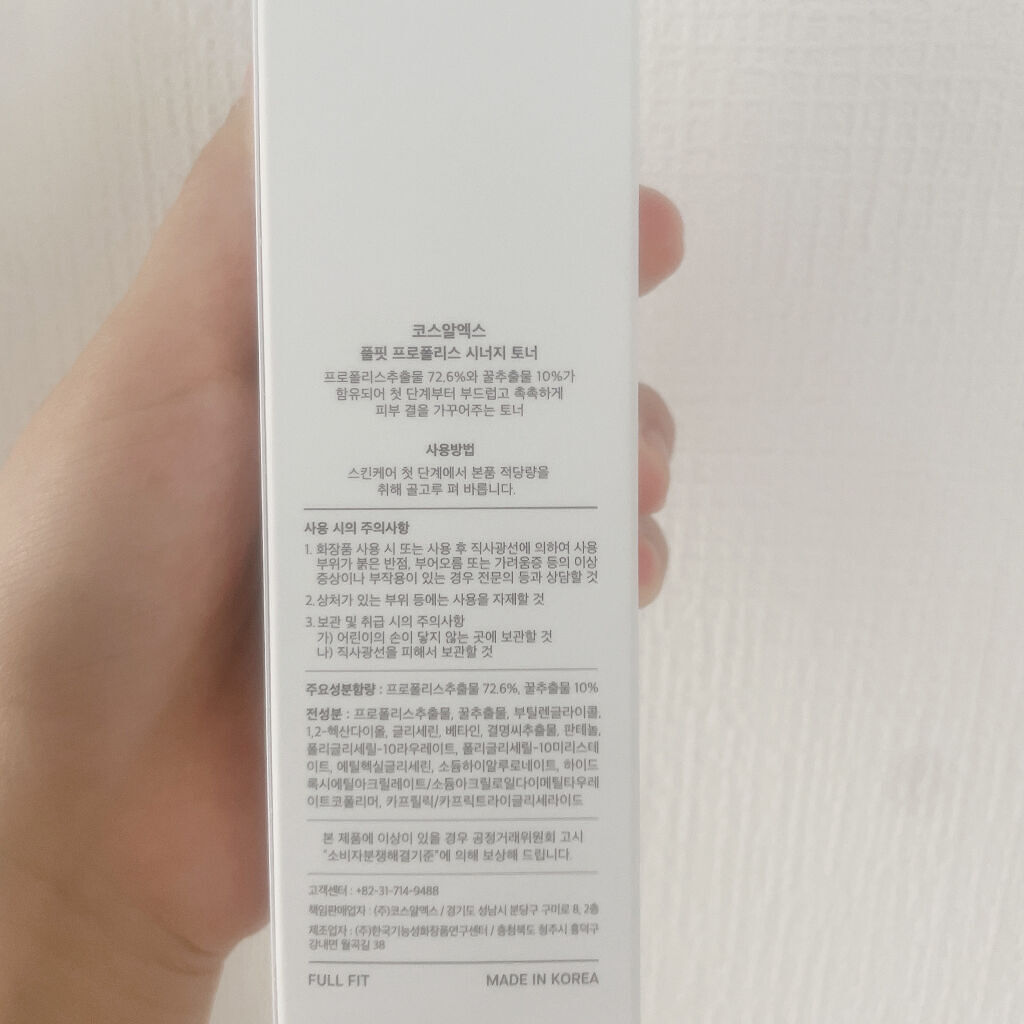 코스알엑스
풀핏 프로폴리스 시너지 토너
프로폴리스추출물 72.6%와 꿀추출물 10%가
함유되어 첫 단계부터 부드럽고 촉촉하게
피부 결을 가꾸어주는 토너
사용방법
스킨케어 첫 단계에서 본품 적당량을
취해 골고루 펴 바릅니다.
사용 시의 주의사항
1. 화장품 사용 시 또는 사용 후 직사광선에 의하여 사용
부위가 붉은 반점, 부어오름 또는 가려움증 등의 이상
증상이나 부작용이 있는 경우 전문의 등과 상담할 것
2. 상처가 있는 부위 등에는 사용을 자제할 것
3. 보관 및 취급 시의 주의사항
가) 어린이의 손이 닿지 않는 곳에 보관할 것
나) 직사광선을 피해서 보관할 것
주요성분함량 : 프로폴리스추출물 72.6%, 꿀추출물 10%
전성분 : 프로폴리스추출물, 꿀추출물, 부틸렌글라이콜,
1,2-헥산다이올, 글리세린, 베타인, 결명씨추출물, 판테놀,
폴리글리세릴-10라우레이트, 폴리글리세릴-10미리스테
이트, 에틸헥실글리세린, 소듐하이알루로네이트, 하이드
록시에틸아크릴레이트/소듐아크릴로일다이메틸타우레
이트코폴리머, 카프릴릭/카프릭트라이글리세라이드
본 제품에 이상이 있을 경우 공정거래위원회 고시
"소비자분쟁해결기준"에 의해 보상해 드립니다.
고객센터 : +82-31-714-9488
책임판매업자 : (주)코스알엑스 / 경기도 성남시 분당구 구미로 8, 2층
제조업자 : (주)한국기능성화장품연구센터 / 충청북도 청주시 흥덕구
강내면 월곡길 38
FULL FIT MADE IN KOREA